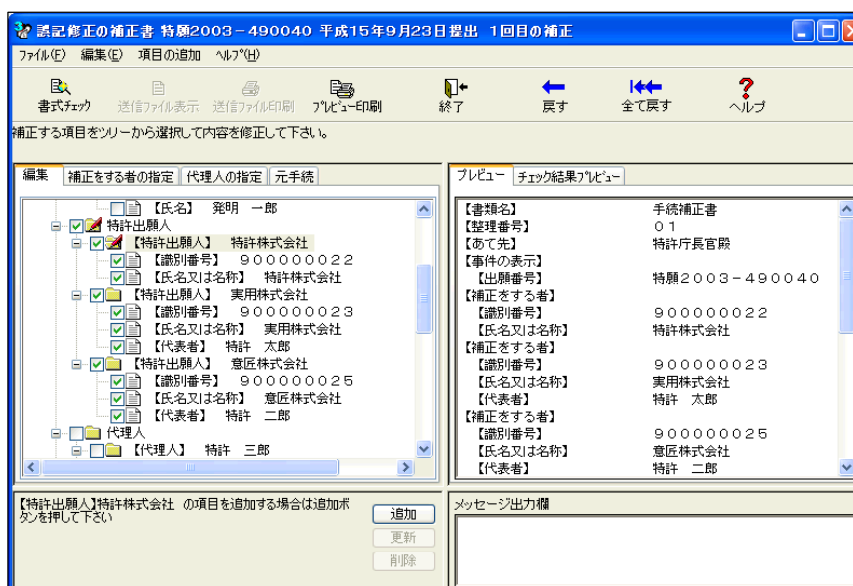 誤記修正の補正書 特願2003-490040 平成15年9月23日提出 1回目の補正
ファイル(F) 編集(E) 項目の追加 ヘルプ(H)
書式チェック 送信ファイル表示 送信ファイル印刷 プレビュー印刷 終了 戻す 全て戻す ヘルプ
補正する項目をツリーから選択して内容を修正して下さい。
編集 補正をする者の指定 代理人の指定 元手続
【氏名】 発明 一郎
特許出願人
【特許出願人】 特許株式会社
【識別番号】 900000022
【氏名又は名称】 特許株式会社
【特許出願人】 実用株式会社
【識別番号】 900000023
【氏名又は名称】 実用株式会社
【代表者】 特許 太郎
【特許出願人】 意匠株式会社
【識別番号】 900000025
【氏名又は名称】 意匠株式会社
【代表者】 特許 二郎
代理人
【代理人】 特許 三郎
プレビュー チェック結果プレビュー
【書類名】 手続補正書
【整理番号】 01
【あて先】 特許庁長官殿
【事件の表示】
【出願番号】 特願2003-490040
【補正をする者】
【識別番号】 900000022
【氏名又は名称】 特許株式会社
【補正をする者】
【識別番号】 900000023
【氏名又は名称】 実用株式会社
【代表者】 特許 太郎
【補正をする者】
【識別番号】 900000025
【氏名又は名称】 意匠株式会社
【代表者】 特許 二郎
【特許出願人】特許株式会社 の項目を追加する場合は追加ボ
タンを押して下さい
追加
更新
削除
メッセージ出力欄